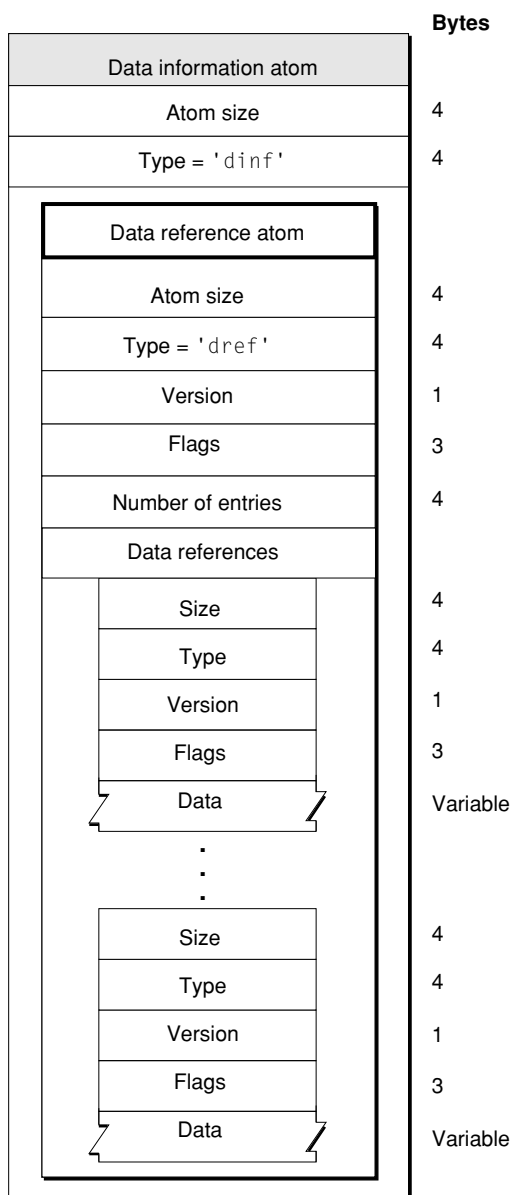 Bytes
Data information atom
Atom size 4
Type = 'dinf' 4
Data reference atom
Atom size 4
Type = 'dref' 4
Version 1
Flags 3
Number of entries 4
Data references
Size 4
Type 4
Version 1
Flags 3
Data Variable
Size 4
Type 4
Version 1
Flags 3
Data Variable